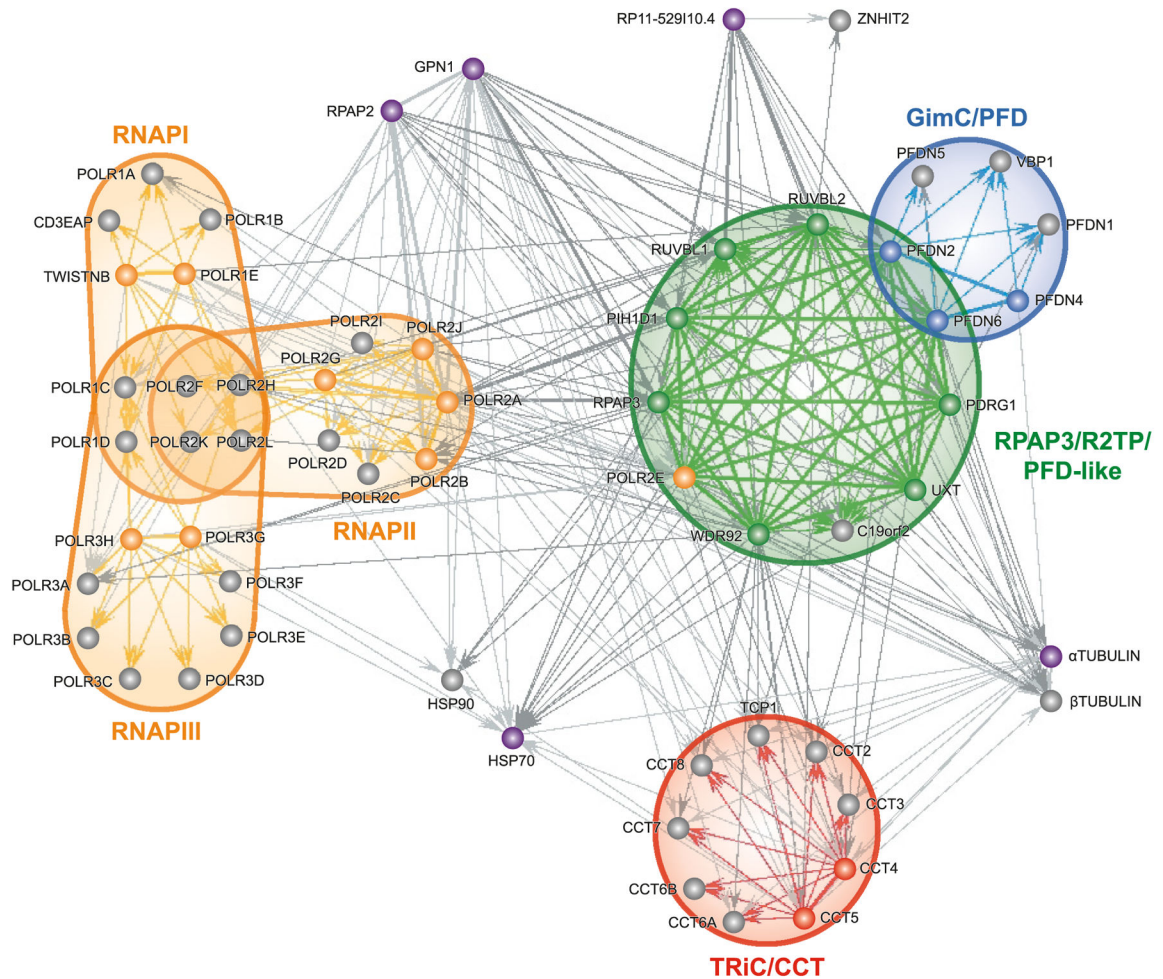 RP11-529I10.4
ZNHIT2
GPN1
RPAP2
GimC/PFD
RNAPI
PFDN5
VBP1
POLR1A
RUVBL2
CD3EAP
POLR1B
PFDN1
RUVBL1
PFDN2
TWISTNB
POLR1E
PFDN4
PIH1D1
PFDN6
POLR2I
POLR2J
POLR2G
POLR1C
POLR2F
POLR2H
POLR2A
RPAP3
PDRG1
POLR1D
POLR2K
POLR2L
RPAP3/R2TP/
PFD-like
POLR2D
POLR2B
POLR2E
POLR2C
UXT
RNAPII
C19orf2
WDR92
POLR3H
POLR3G
POLR3A
POLR3F
POLR3B
POLR3E
αTUBULIN
POLR3C
POLR3D
HSP90
βTUBULIN
RNAPIII
TCP1
HSP70
CCT8
CCT2
CCT3
CCT7
CCT4
CCT6B
CCT6A
CCT5
TRiC/CCT